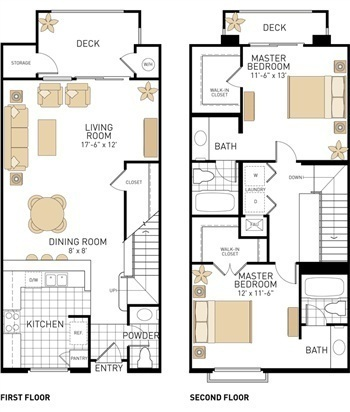 DECK
STORAGE
W/H
LIVING
ROOM
17'-6" x 12'
CLOSET
DINING ROOM
8' x 8'
D/W
UP
KITCHEN
REF.
PANTRY
POWDER
ENTRY
FIRST FLOOR
DECK
MASTER
BEDROOM
11'-6" x 13'
WALK-IN
CLOSET
BATH
W
LAUNDRY
D
DOWN
FAU
WALK-IN
CLOSET
MASTER
BEDROOM
12' x 11'-6"
BATH
SECOND FLOOR